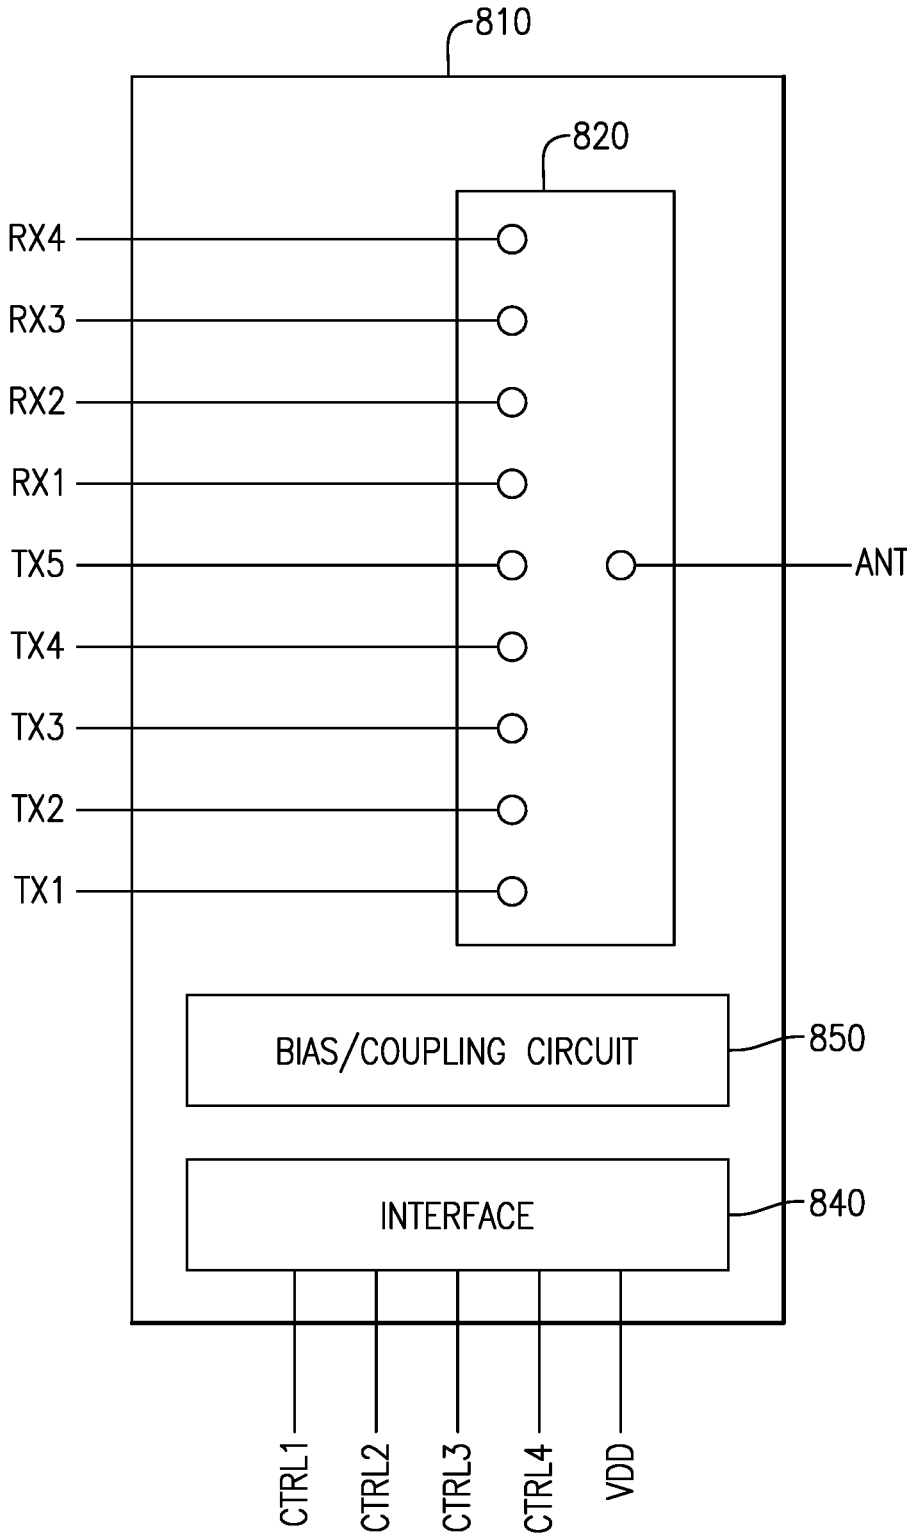 810
820
RX4
RX3
RX2
RX1
TX5
ANT
TX4
TX3
TX2
TX1
BIAS/COUPLING CIRCUIT
850
INTERFACE
840
CTRL1
CTRL2
CTRL3
CTRL4
VDD